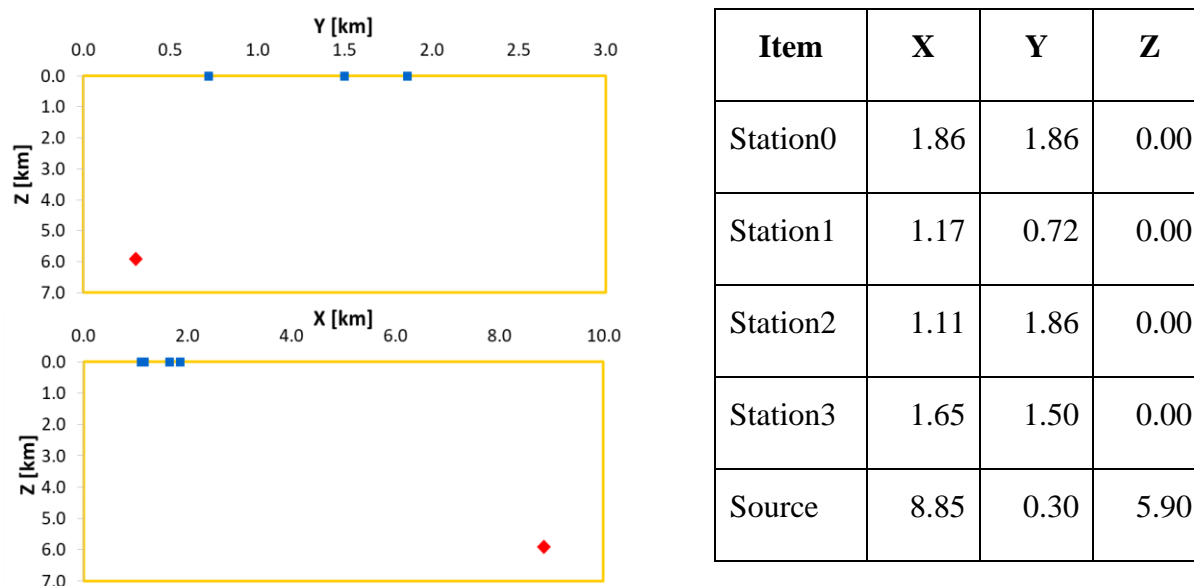 Y [km]
0.0 0.5 1.0 1.5 2.0 2.5 3.0
0.0
1.0
2.0
3.0
4.0
5.0
6.0
7.0
Z [km]
X [km]
0.0 2.0 4.0 6.0 8.0 10.0
0.0
1.0
2.0
3.0
4.0
5.0
6.0
7.0
Z [km]
Item X Y Z
Station0 1.86 1.86 0.00
Station1 1.17 0.72 0.00
Station2 1.11 1.86 0.00
Station3 1.65 1.50 0.00
Source 8.85 0.30 5.90